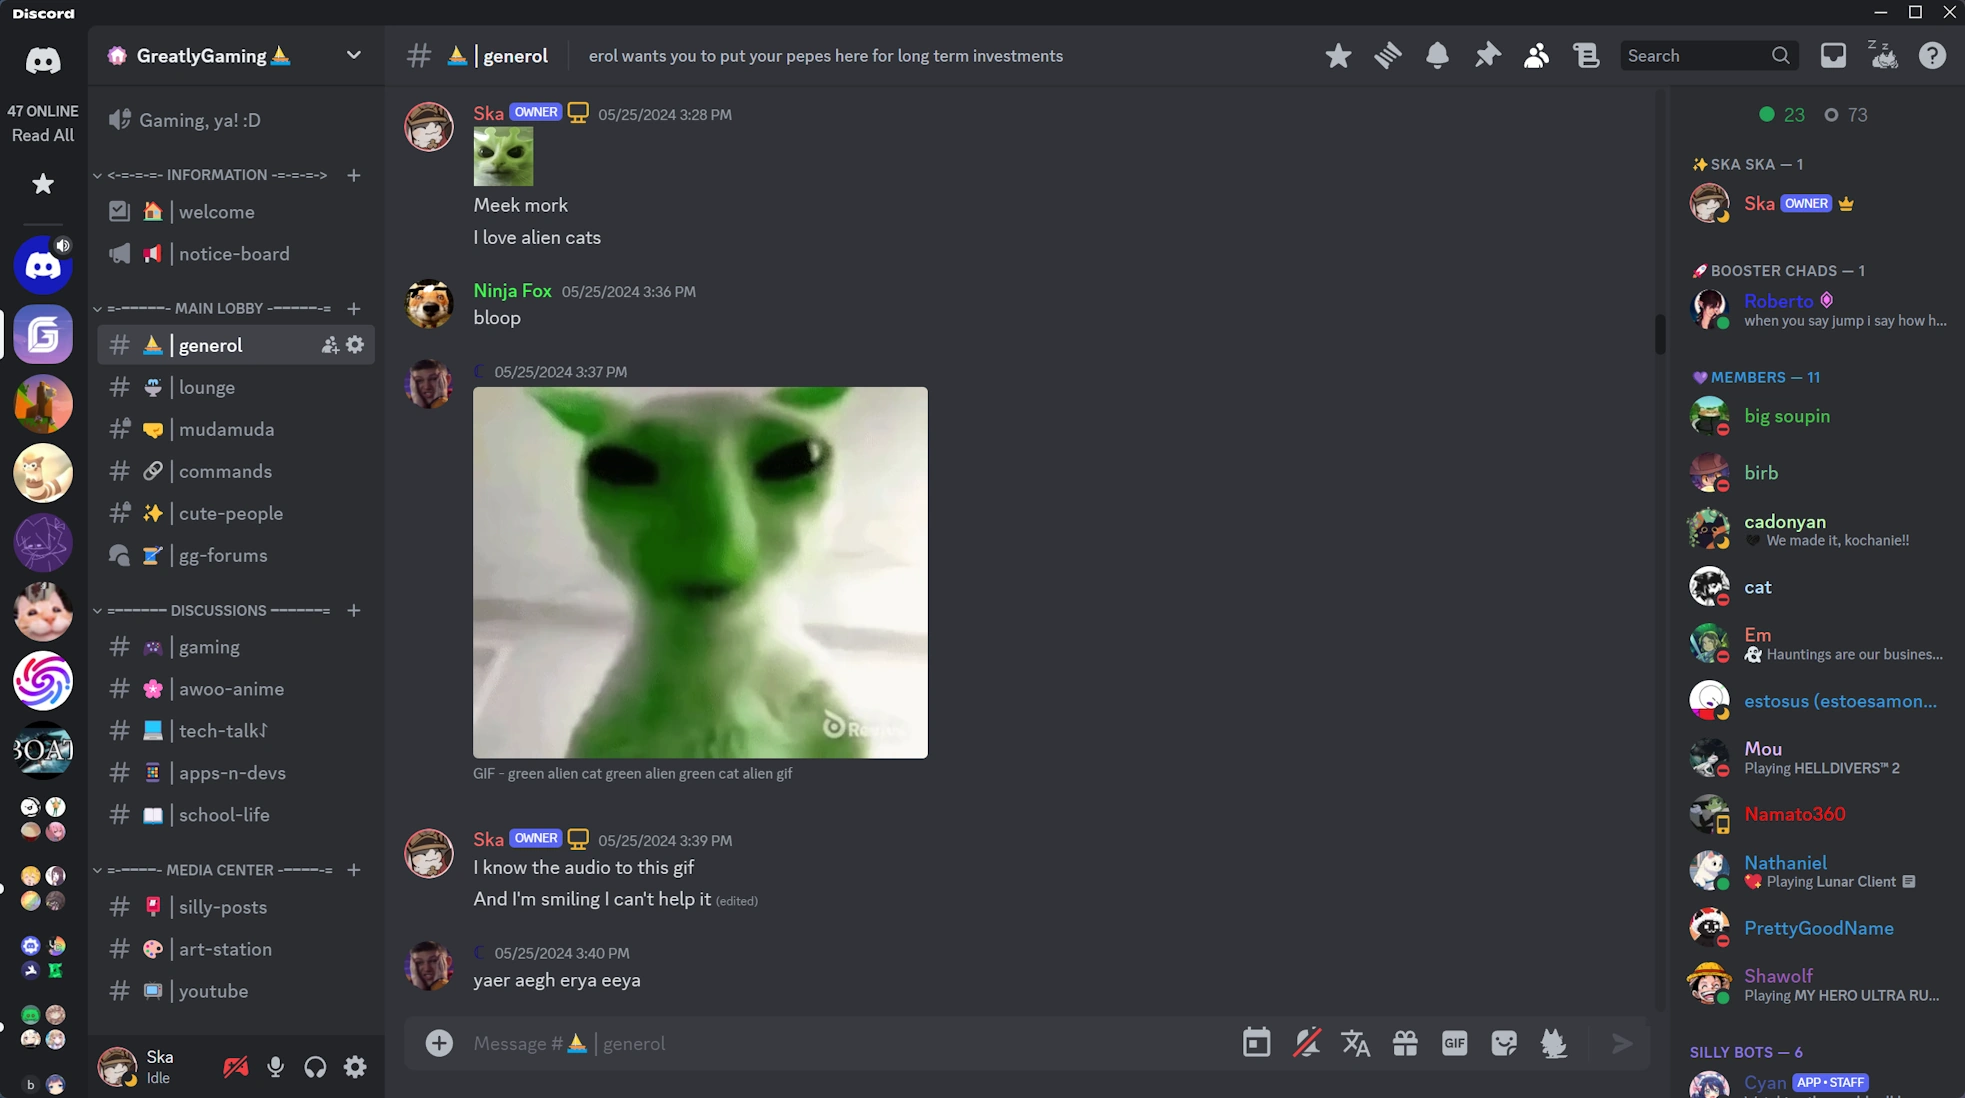 Discord
47 ONLINE
Read All
BOAT
b
GreatlyGaming⛵
Gaming, ya! :D
<-=-=-=- INFORMATION -=-=-=->
🏠 | welcome
📢 | notice-board
=------- MAIN LOBBY -------=
⛵ | generol
lounge
🤜 | mudamuda
🔗 | commands
✨ | cute-people
gg-forums
=------- DISCUSSIONS -------=
🎮 | gaming
🌸 | awoo-anime
💻 | tech-talk
📱 | apps-n-devs
📖 | school-life
=------- MEDIA CENTER -------=
📮 | silly-posts
🎨 | art-station
📺 | youtube
Ska
Idle
# ⛵ | generol
erol wants you to put your pepes here for long term investments
Search
Ska OWNER 05/25/2024 3:28 PM
Meek mork
I love alien cats
Ninja Fox 05/25/2024 3:36 PM
bloop
05/25/2024 3:37 PM
GIF - green alien cat green alien green cat alien gif
Ska OWNER 05/25/2024 3:39 PM
I know the audio to this gif
And I'm smiling I can't help it (edited)
05/25/2024 3:40 PM
yaer aegh erya eeya
Message # ⛵ | generol
GIF
23 73
✨SKA SKA — 1
Ska OWNER
🚀BOOSTER CHADS — 1
Roberto
when you say jump i say how h...
💜MEMBERS — 11
big soupin
birb
cadonyan
🖤 We made it, kochanie!!
cat
Em
👻 Hauntings are our busines...
estosus (estoesamon...
Mou
Playing HELLDIVERS™ 2
Namato360
Nathaniel
💖 Playing Lunar Client
PrettyGoodName
Shawolf
Playing MY HERO ULTRA RU...
SILLY BOTS — 6
Cyan APP • STAFF